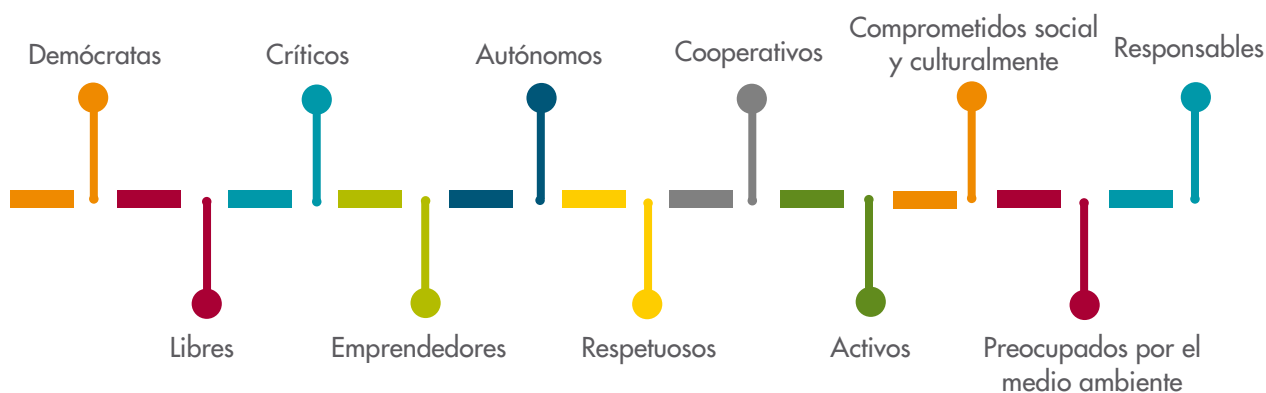 Demócratas
Críticos
Autónomos
Cooperativos
Comprometidos social
y culturalmente
Responsables
Libres
Emprendedores
Respetuosos
Activos
Preocupados por el
medio ambiente